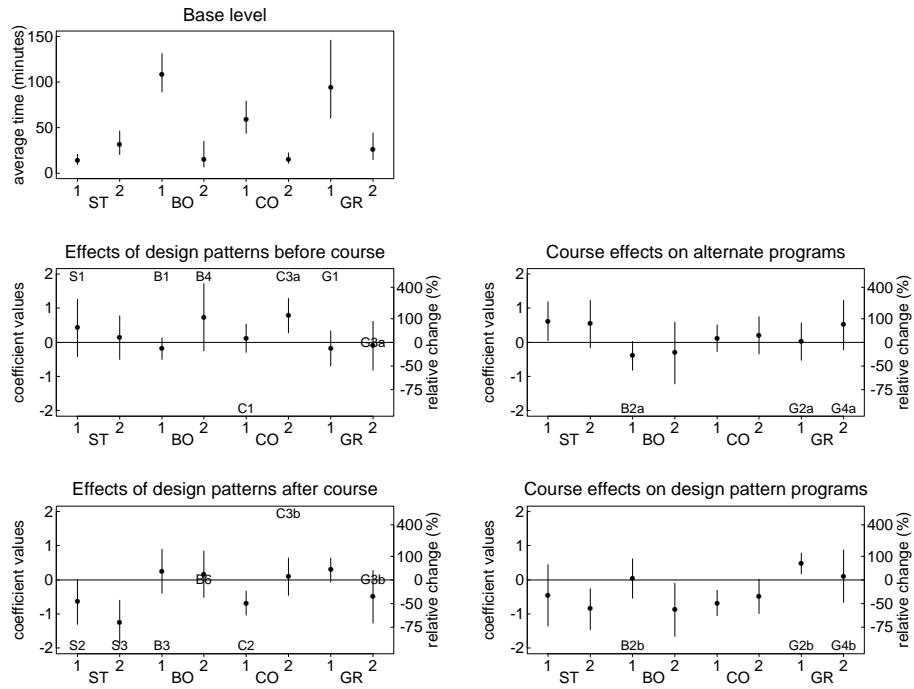 Base level
average time (minutes)
150
100
50
0
1 2 1 2 1 2 1 2
ST BO CO GR
Effects of design patterns before course
coefficient values
relative change (%)
2
1
0
-1
-2
400
100
-50
-75
S1 B1 B4 C3a G1
G3a
C1
1 2 1 2 1 2 1 2
ST BO CO GR
Course effects on alternate programs
coefficient values
relative change (%)
2
1
0
-1
-2
400
100
-50
-75
B2a G2a G4a
1 2 1 2 1 2 1 2
ST BO CO GR
Effects of design patterns after course
coefficient values
relative change (%)
2
1
0
-1
-2
400
100
-50
-75
C3b
B6 G3b
S2 S3 B3 C2
1 2 1 2 1 2 1 2
ST BO CO GR
Course effects on design pattern programs
coefficient values
relative change (%)
2
1
0
-1
-2
400
100
-50
-75
B2b G2b G4b
1 2 1 2 1 2 1 2
ST BO CO GR